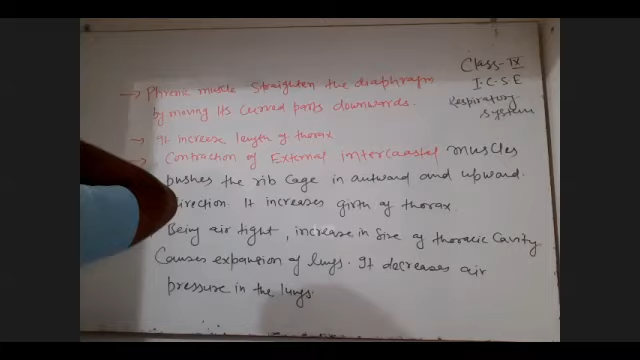 Class-IX
I.C.S.E
Respiratory
System
→ Phrenic muscle straighten the diaphragm
by moving its curved parts downwards.
→ It increase length of thorax
→ Contraction of External intercoastel muscles
pushes the rib cage in outward and upward
direction. It increases girth of thorax.
Being air tight, increase in size of thoracic cavity
Causes expansion of lungs. It decreases air
pressure in the lungs.